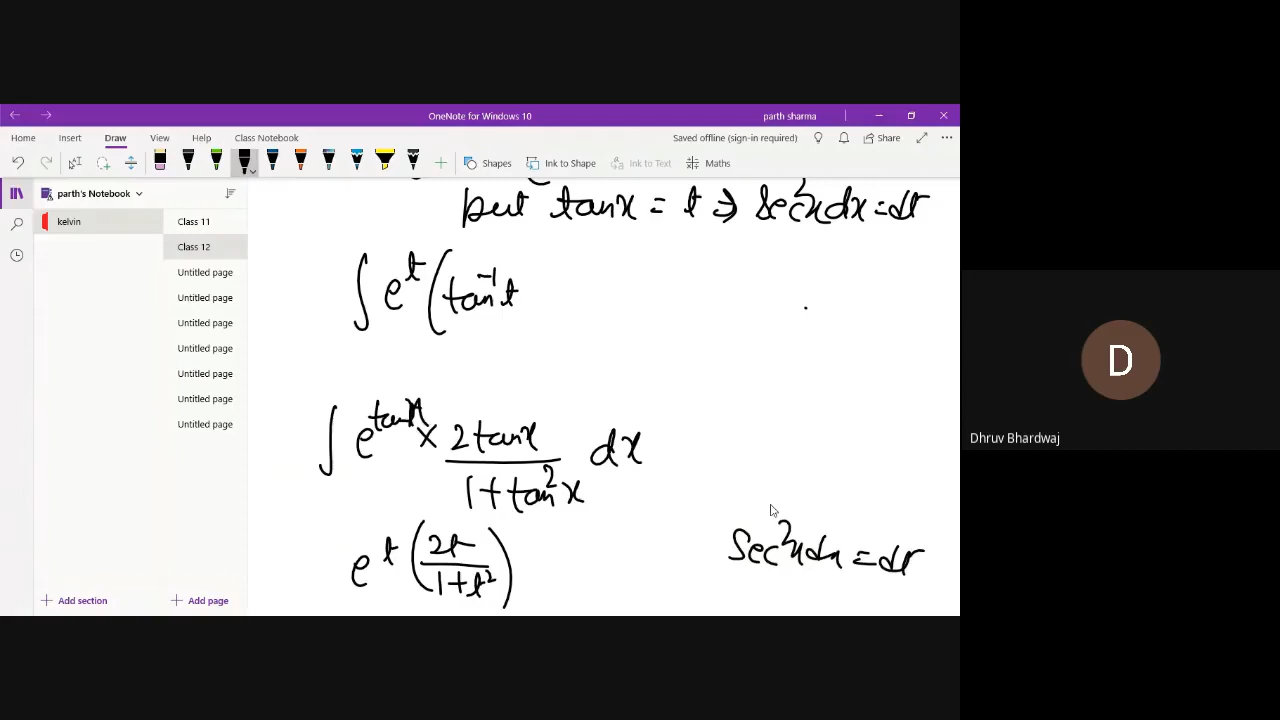 OneNote for Windows 10
parth sharma
Home Insert Draw View Help Class Notebook
Saved offline (sign-in required) Share
Shapes Ink to Shape Ink to Text Maths
parth's Notebook
kelvin
Class 11
Class 12
Untitled page
Untitled page
Untitled page
Untitled page
Untitled page
Untitled page
Untitled page
+ Add section + Add page
put tanx = t ⇒ sec²xdx = dt
∫ e^t (tan⁻¹t
∫ e^tanx × 2tanx / 1+tan²x dx
e^t (2t / 1+t²) sec²xdx = dt
D
Dhruv Bhardwaj